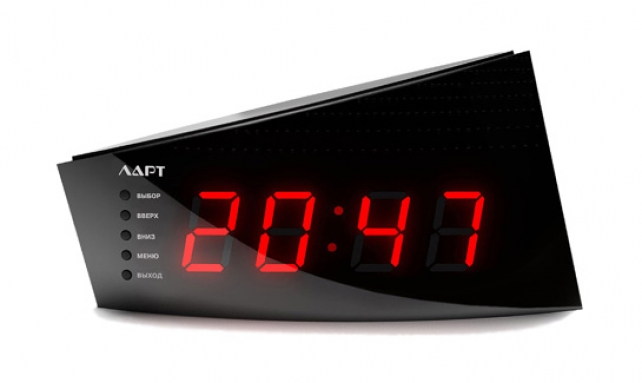 ЛАРТ
ВЫБОР
ВВЕРХ
ВНИЗ
МЕНЮ
ВЫХОД
20:47